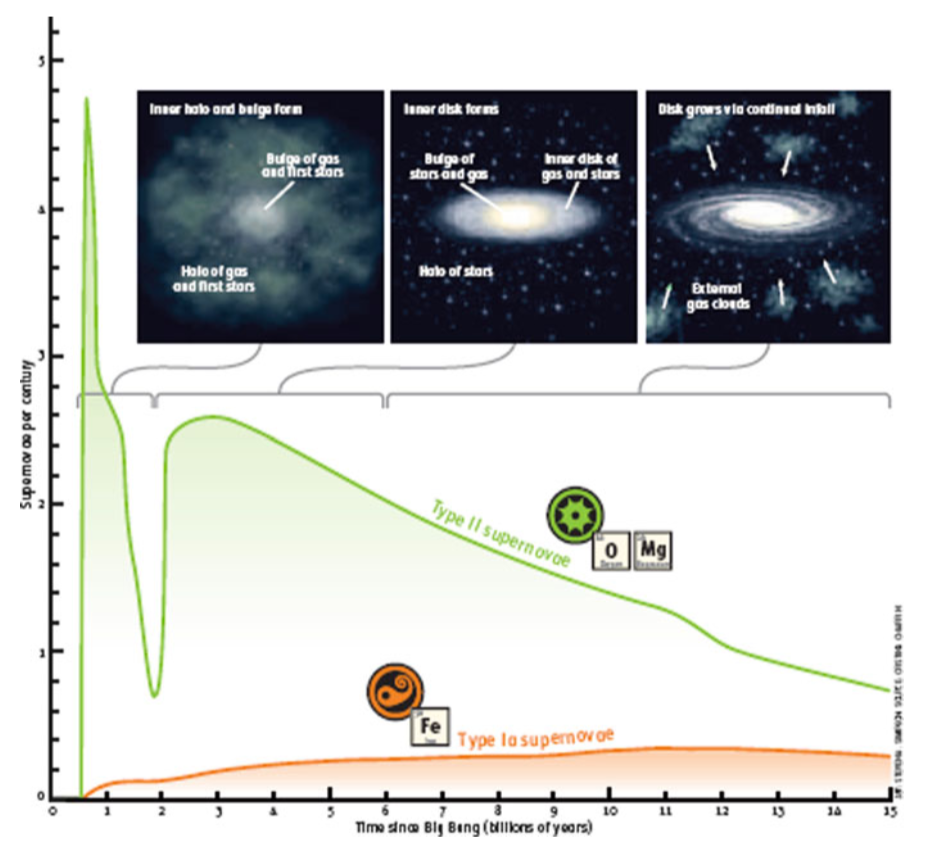 5
4
3
2
1
0
Supernovae per century
Inner halo and bulge form
Bulge of gas
and first stars
Halo of gas
and first stars
Inner disk forms
Bulge of
stars and gas
Inner disk of
gas and stars
Halo of stars
Disk grows via continual infall
External
gas clouds
Type II supernovae
O
Mg
Fe
Type Ia supernovae
0 1 2 3 4 5 6 7 8 9 10 11 12 13 14 15
Time since Big Bang (billions of years)